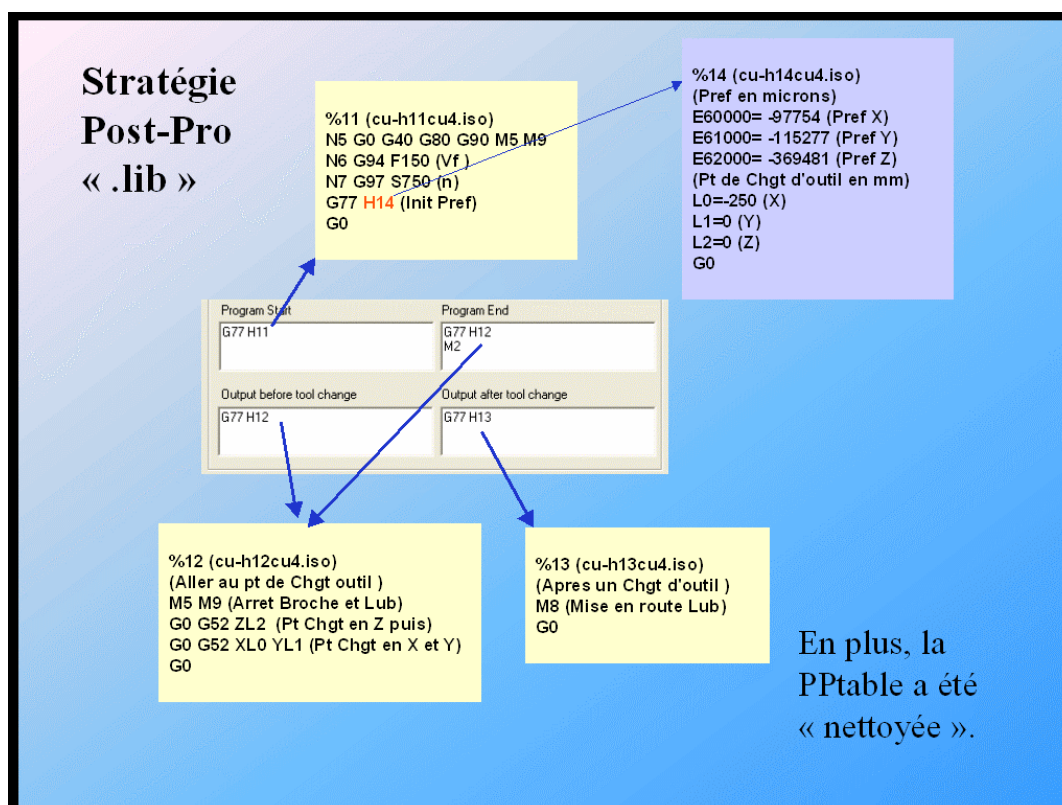 Stratégie
Post-Pro
« .lib »
%11 (cu-h11cu4.iso)
N5 G0 G40 G80 G90 M5 M9
N6 G94 F150 (Vf )
N7 G97 S750 (n)
G77 H14 (Init Pref)
G0
%14 (cu-h14cu4.iso)
(Pref en microns)
E60000= -97754 (Pref X)
E61000= -115277 (Pref Y)
E62000= -369481 (Pref Z)
(Pt de Chgt d'outil en mm)
L0=-250 (X)
L1=0 (Y)
L2=0 (Z)
G0
Program Start
G77 H11
Program End
G77 H12
M2
Output before tool change
G77 H12
Output after tool change
G77 H13
%12 (cu-h12cu4.iso)
(Aller au pt de Chgt outil )
M5 M9 (Arret Broche et Lub)
G0 G52 ZL2 (Pt Chgt en Z puis)
G0 G52 XL0 YL1 (Pt Chgt en X et Y)
G0
%13 (cu-h13cu4.iso)
(Apres un Chgt d'outil )
M8 (Mise en route Lub)
G0
En plus, la
PPtable a été
« nettoyée ».